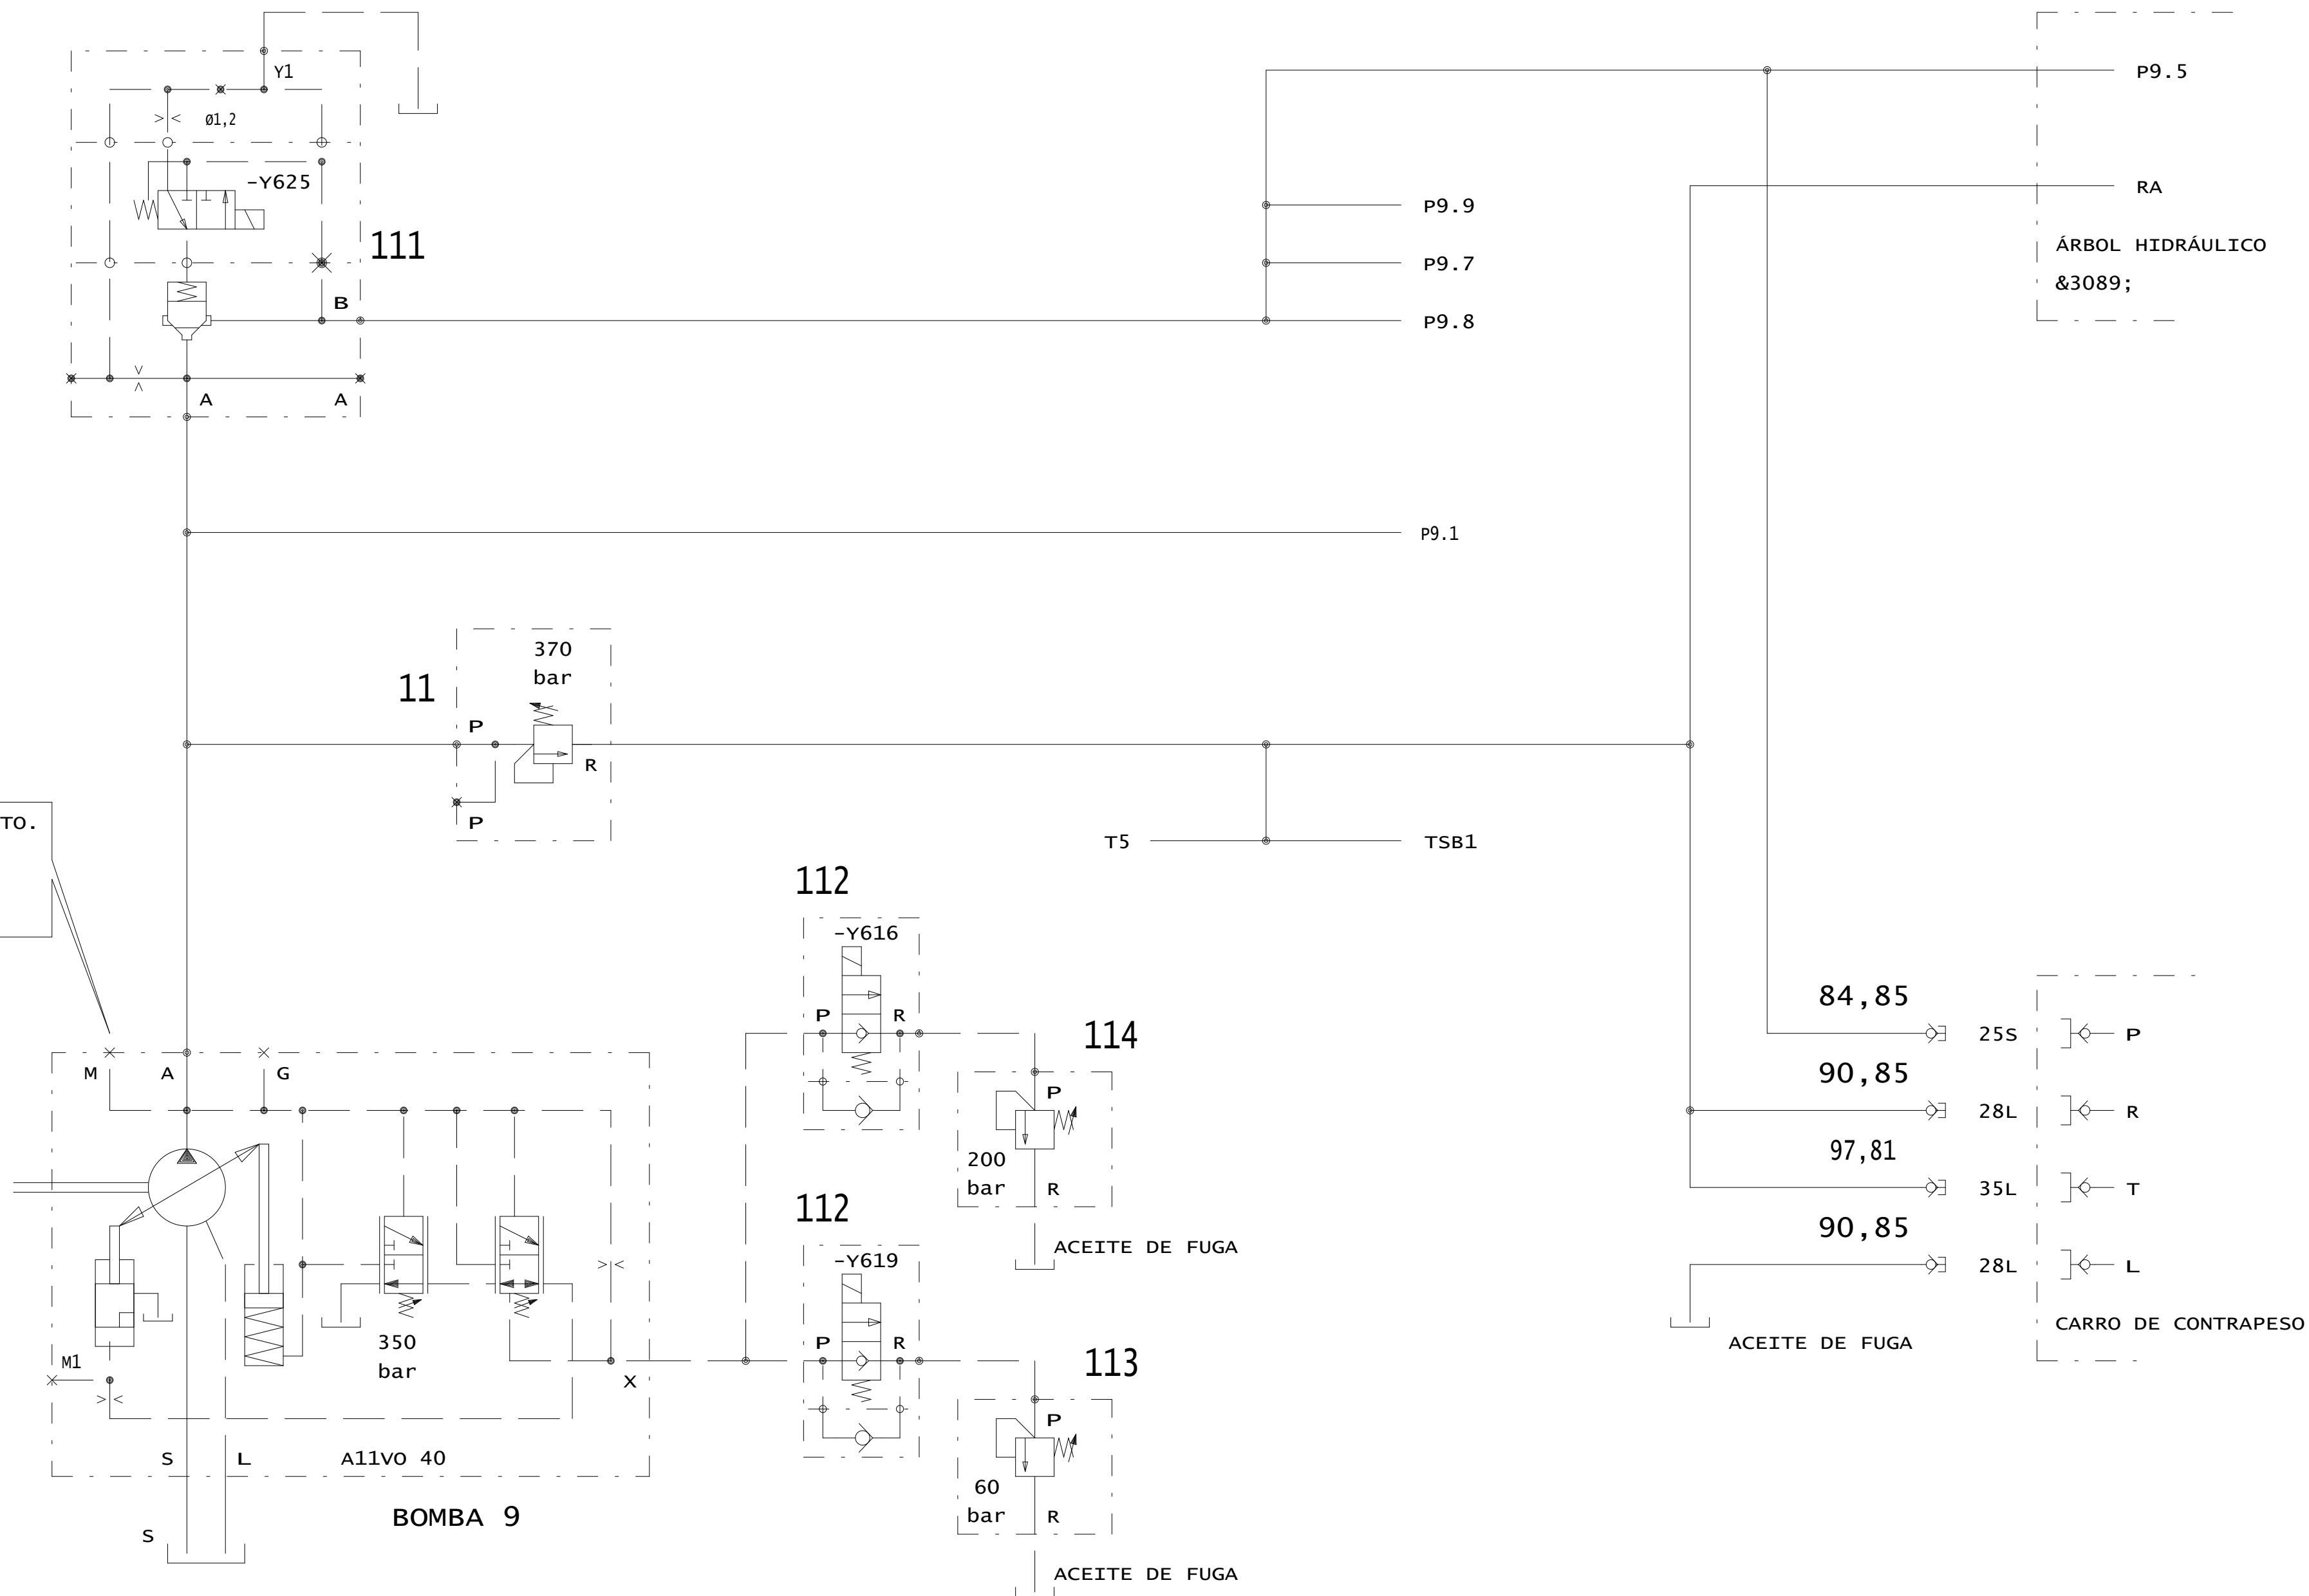 Y1
P9.5
Ø1,2
-Y625
RA
P9.9
111
ÁRBOL HIDRÁULICO
P9.7
&3089;
B
P9.8
A
A
P9.1
370
bar
11
P
R
TO.
P
T5
TSB1
112
-Y616
84,85
P
R
114
25S
P
M
A
G
90,85
P
28L
R
200
bar
R
97,81
35L
T
112
90,85
ACEITE DE FUGA
-Y619
28L
L
CARRO DE CONTRAPESO
350
bar
P
R
ACEITE DE FUGA
M1
X
113
P
S
L
A11VO 40
60
bar
R
BOMBA 9
S
ACEITE DE FUGA